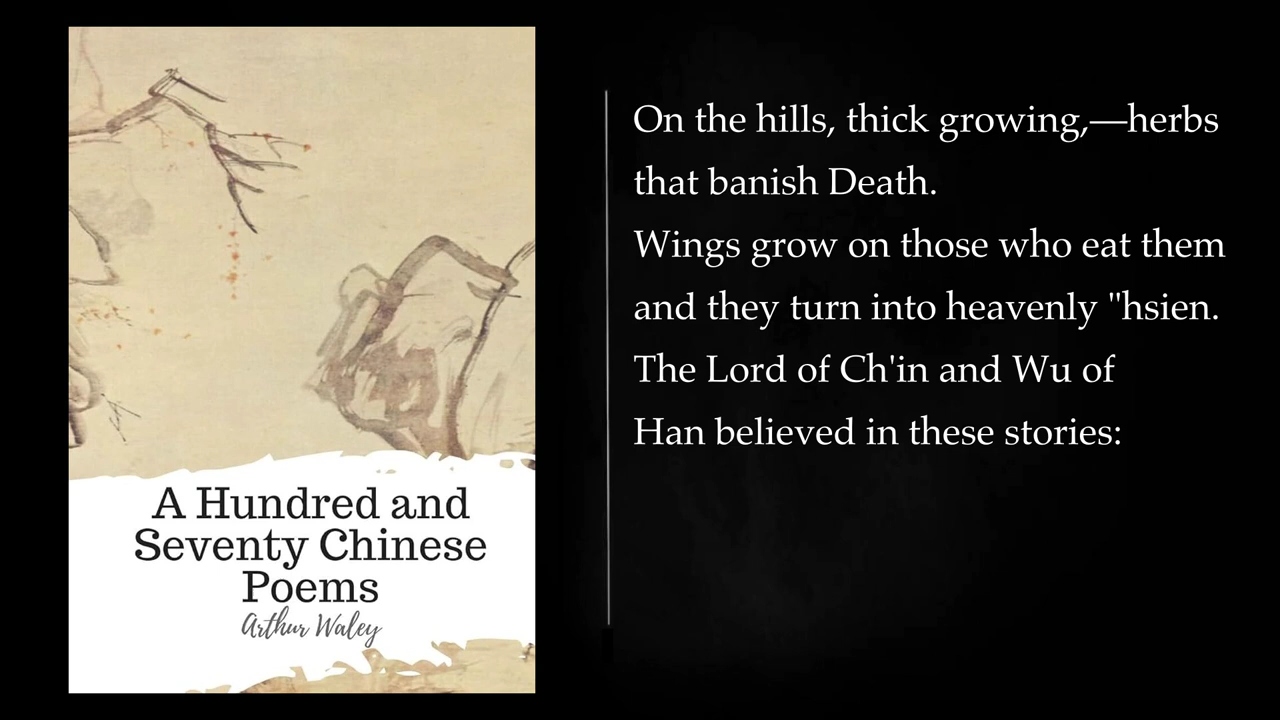 A Hundred and
Seventy Chinese
Poems
Arthur Waley
On the hills, thick growing,—herbs
that banish Death.
Wings grow on those who eat them
and they turn into heavenly "hsien.
The Lord of Ch'in and Wu of
Han believed in these stories: